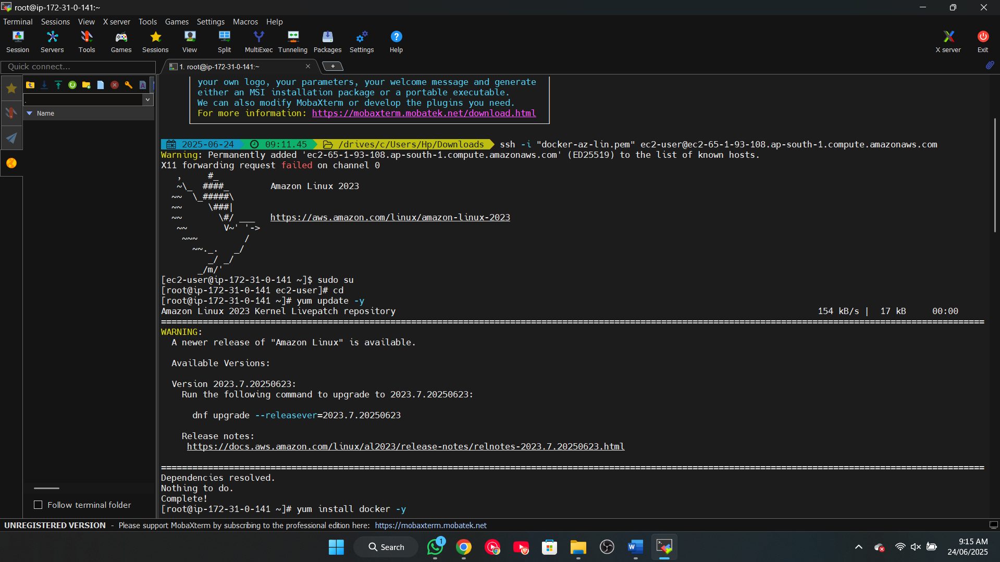 root@ip-172-31-0-141:~
Terminal Sessions View X server Tools Games Settings Macros Help
Session Servers Tools Games Sessions View Split MultiExec Tunneling Packages Settings Help X server Exit
Quick connect...
1. root@ip-172-31-0-141:~
.
Name
your own logo, your parameters, your welcome message and generate
either an MSI installation package or a portable executable.
We can also modify MobaXterm or develop the plugins you need.
For more information: https://mobaxterm.mobatek.net/download.html
2025-06-24 09:11.45 /drives/c/Users/Hp/Downloads ssh -i "docker-az-lin.pem" ec2-user@ec2-65-1-93-108.ap-south-1.compute.amazonaws.com
Warning: Permanently added 'ec2-65-1-93-108.ap-south-1.compute.amazonaws.com' (ED25519) to the list of known hosts.
X11 forwarding request failed on channel 0
   ,     #_
   ~\_  ####_        Amazon Linux 2023
  ~~  \_#####\
  ~~     \###|
  ~~       \#/ ___   https://aws.amazon.com/linux/amazon-linux-2023
   ~~       V~' '->
    ~~~         /
      ~~._.   _/
         _/ _/
       _/m/'
[ec2-user@ip-172-31-0-141 ~]$ sudo su
[root@ip-172-31-0-141 ec2-user]# cd
[root@ip-172-31-0-141 ~]# yum update -y
Amazon Linux 2023 Kernel Livepatch repository 154 kB/s | 17 kB 00:00
WARNING:
A newer release of "Amazon Linux" is available.
Available Versions:
Version 2023.7.20250623:
Run the following command to upgrade to 2023.7.20250623:
dnf upgrade --releasever=2023.7.20250623
Release notes:
https://docs.aws.amazon.com/linux/al2023/release-notes/relnotes-2023.7.20250623.html
Dependencies resolved.
Nothing to do.
Complete!
[root@ip-172-31-0-141 ~]# yum install docker -y
Follow terminal folder
UNREGISTERED VERSION - Please support MobaXterm by subscribing to the professional edition here: https://mobaxterm.mobatek.net
Search
1
9:15 AM
24/06/2025